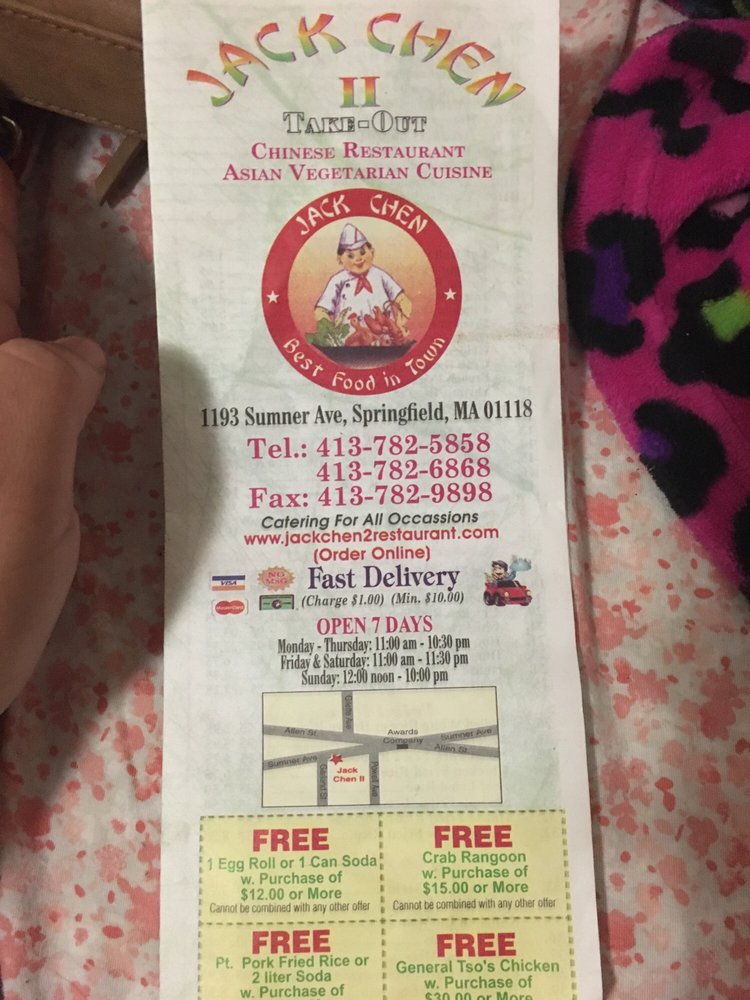 JACK CHEN
II
TAKE-OUT
CHINESE RESTAURANT
ASIAN VEGETARIAN CUISINE
JACK CHEN
Best Food in Town
1193 Sumner Ave, Springfield, MA 01118
Tel.: 413-782-5858
413-782-6868
Fax: 413-782-9898
Catering For All Occassions
www.jackchen2restaurant.com
(Order Online)
VISA
NO MSG
Fast Delivery
MasterCard
(Charge $1.00) (Min. $10.00)
OPEN 7 DAYS
Monday - Thursday: 11:00 am - 10:30 pm
Friday & Saturday: 11:00 am - 11:30 pm
Sunday: 12:00 noon - 10:00 pm
Allen St
Awards
Company
Sumner Ave
Allen St
Sumner Ave
Jack
Chen II
FREE
1 Egg Roll or 1 Can Soda
w. Purchase of
$12.00 or More
Cannot be combined with any other offer
FREE
Crab Rangoon
w. Purchase of
$15.00 or More
Cannot be combined with any other offer
FREE
Pt. Pork Fried Rice or
2 liter Soda
w. Purchase of
FREE
General Tso's Chicken
w. Purchase of
$30.00 or More